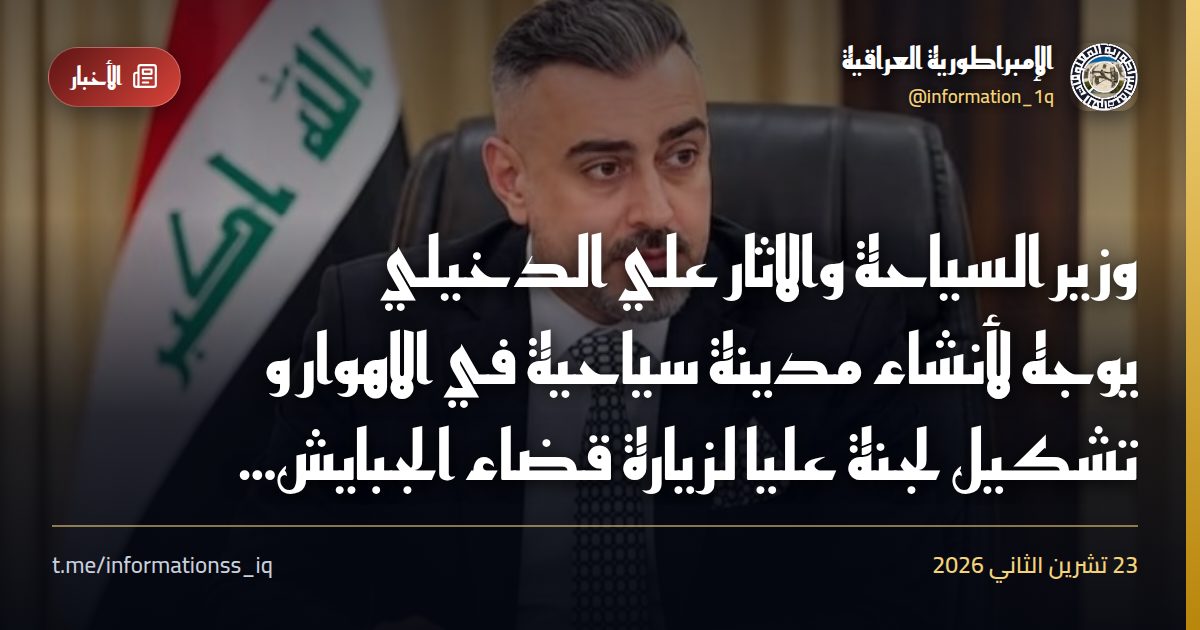 الإمبراطورية العراقية
@information_1q
الأخبار
الله اكبر
وزير السياحة والاثار علي الدخيلي
يوجه لأنشاء مدينة سياحية في الاهوار و
تشكيل لجنة عليا لزيارة قضاء الجبايش...
23 تشرين الثاني 2026
t.me/informationss_iq